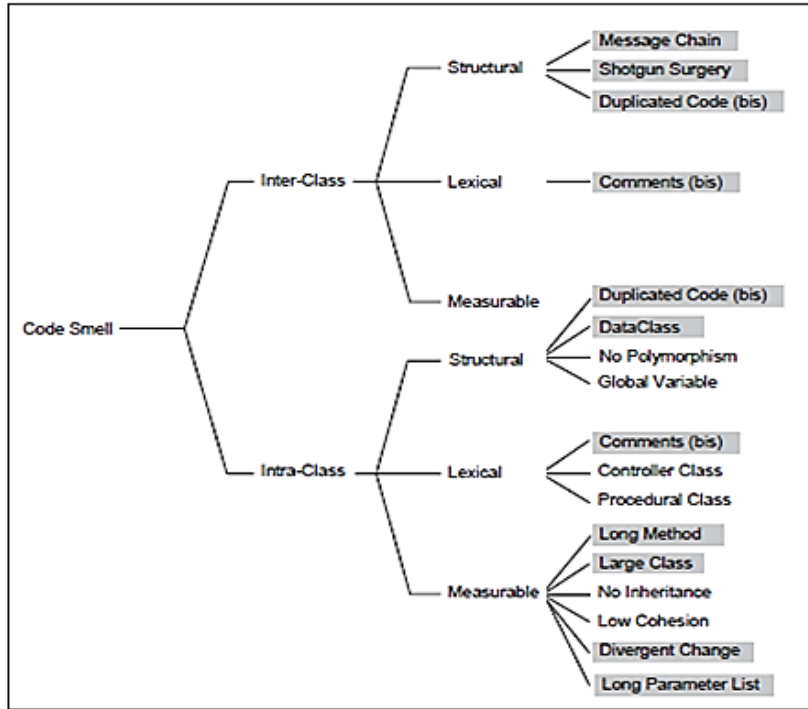 Code Smell
Inter-Class
Structural
Message Chain
Shotgun Surgery
Duplicated Code (bis)
Lexical
Comments (bis)
Measurable
Intra-Class
Structural
Duplicated Code (bis)
DataClass
No Polymorphism
Global Variable
Lexical
Comments (bis)
Controller Class
Procedural Class
Measurable
Long Method
Large Class
No Inheritance
Low Cohesion
Divergent Change
Long Parameter List